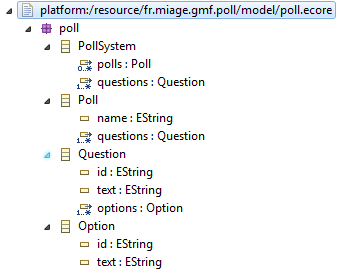 platform:/resource/fr.miage.gmf.poll/model/poll.ecore
poll
PollSystem
0..* polls : Poll
1..* questions : Question
Poll
name : EString
1..* questions : Question
Question
id : EString
text : EString
1..* options : Option
Option
id : EString
text : EString